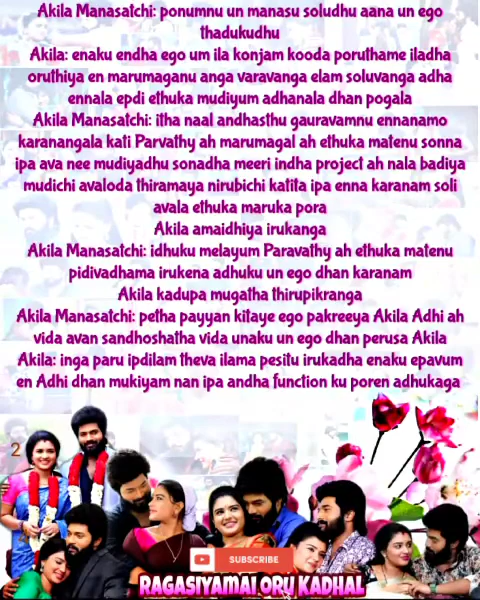 Akila Manasatchi: ponumnu un manasu soludhu aana un ego
thadukudhu
Akila: enaku endha ego um ila konjam kooda poruthame iladha
oruthiya en marumaganu anga varavanga elam soluvanga adha
ennala epdi ethuka mudiyum adhanala dhan pogala
Akila Manasatchi: itha naal andhasthu gauravamnu ennanamo
karanangala kati Parvathy ah marumagal ah ethuka matenu sonna
ipa ava nee mudiyadhu sonadha meeri indha project ah nala badiya
mudichi avaloda thiramaya nirubichi katita ipa enna karanam soli
avala ethuka maruka pora
Akila amaidhiya irukanga
Akila Manasatchi: idhuku melayum Paravathy ah ethuka matenu
pidivadhama irukena adhuku un ego dhan karanam
Akila kadupa mugatha thirupikranga
Akila Manasatchi: petha payyan kitaye ego pakreeya Akila Adhi ah
vida avan sandhoshatha vida unaku un ego dhan perusa Akila
Akila: inga paru ipdilam theva ilama pesitu irukadha enaku epavum
en Adhi dhan mukiyam nan ipa andha function ku poren adhukaga
2
SUBSCRIBE
RAGASIYAMAI ORU KADHAL